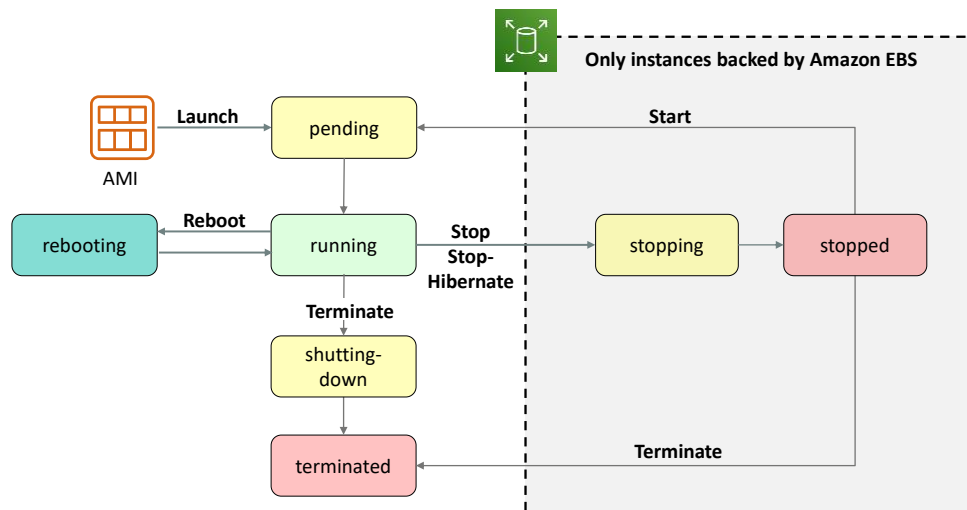 Only instances backed by Amazon EBS
Launch
pending
Start
AMI
rebooting
Reboot
running
Stop
Stop-
Hibernate
stopping
stopped
Terminate
shutting-
down
terminated
Terminate